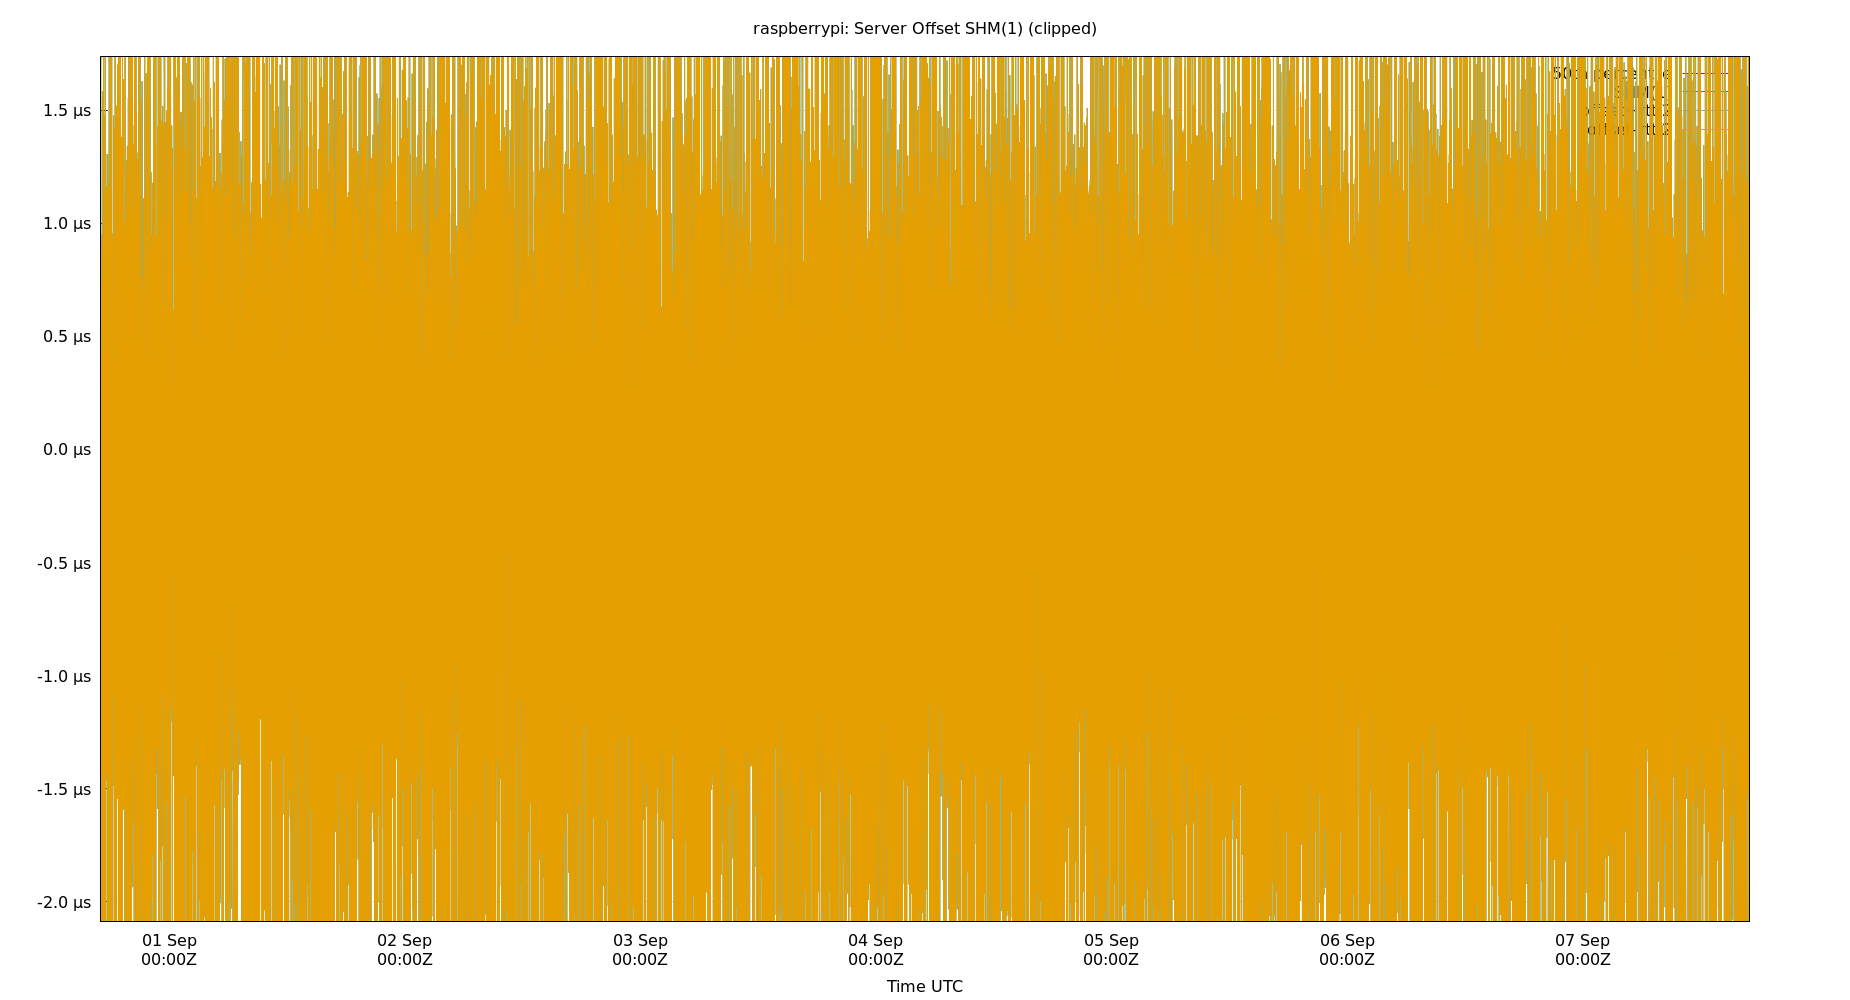 raspberrypi: Server Offset SHM(1) (clipped)
1.5 µs
1.0 µs
0.5 µs
0.0 µs
-0.5 µs
-1.0 µs
-1.5 µs
-2.0 µs
01 Sep 02 Sep 03 Sep 04 Sep 05 Sep 06 Sep 07 Sep
00:00Z 00:00Z 00:00Z 00:00Z 00:00Z 00:00Z 00:00Z
Time UTC